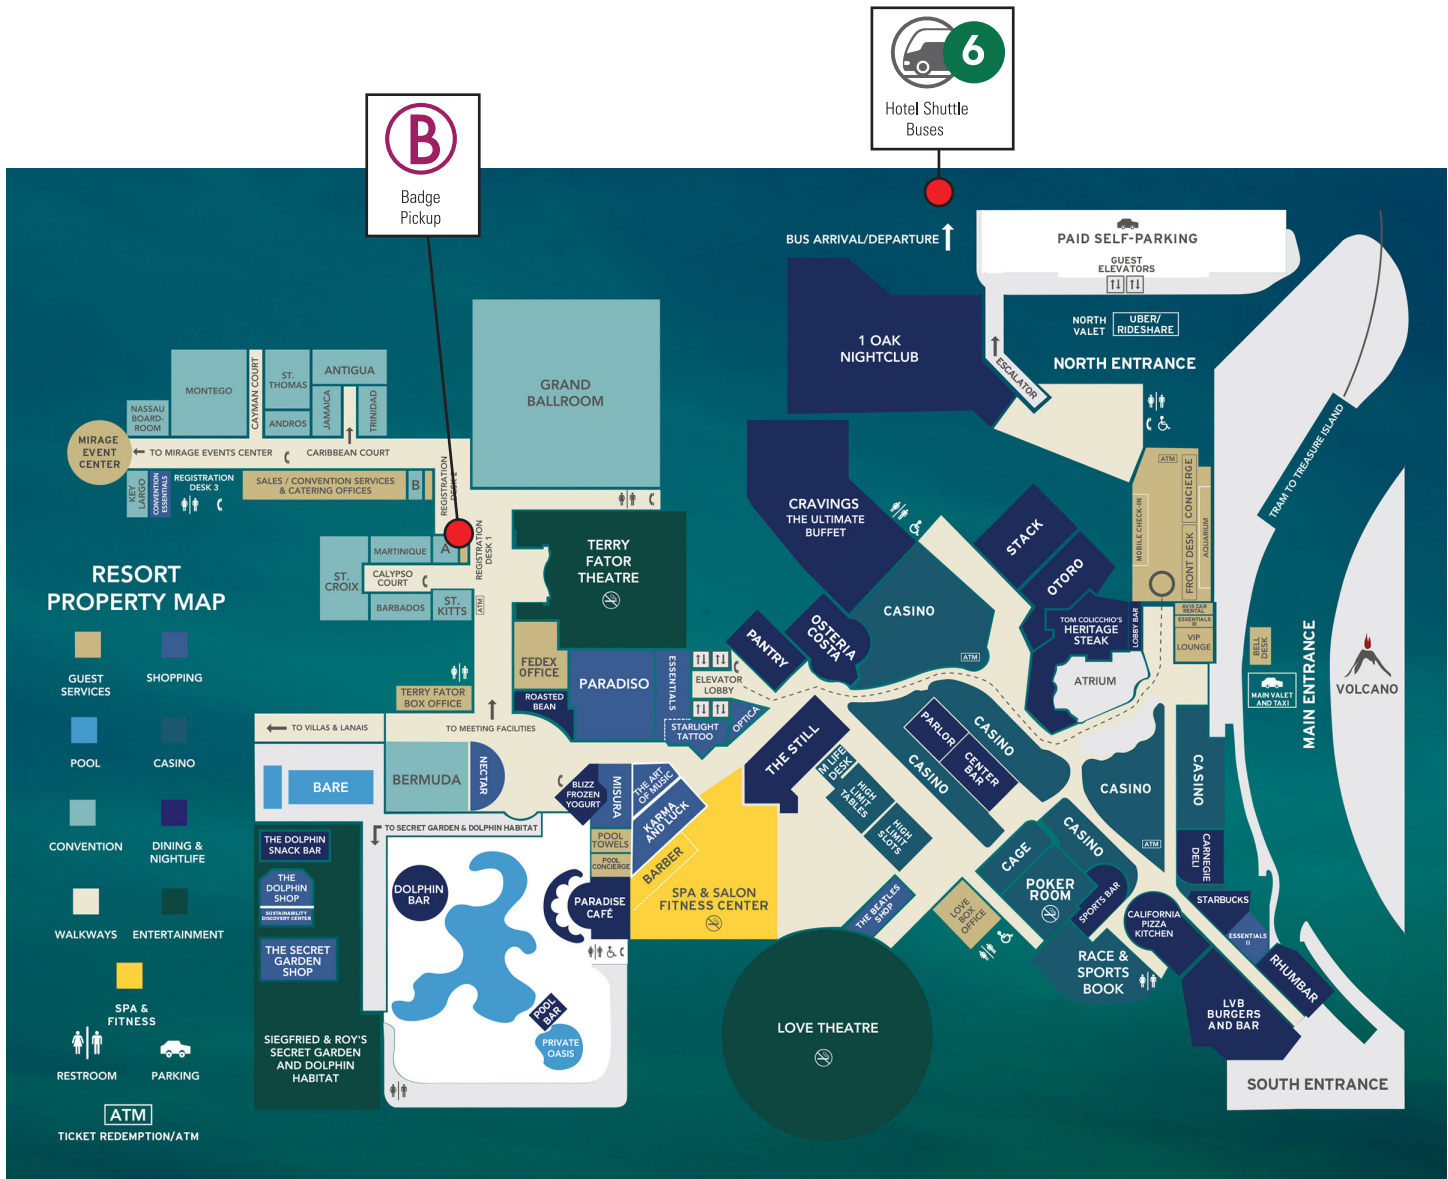 6
Hotel Shuttle
Buses
B
Badge
Pickup
BUS ARRIVAL/DEPARTURE
PAID SELF-PARKING
GUEST
ELEVATORS
NORTH
VALET
UBER/
RIDESHARE
NORTH ENTRANCE
1 OAK
NIGHTCLUB
ESCALATOR
GRAND
BALLROOM
MONTEGO
CAYMAN COURT
ST.
THOMAS
ANTIGUA
JAMAICA
TRINIDAD
ANDROS
NASSAU
BOARD-
ROOM
MIRAGE
EVENT
CENTER
TO MIRAGE EVENTS CENTER
CARIBBEAN COURT
KEY
LARGO
CONVENTION
ESSENTIALS
REGISTRATION
DESK 3
SALES / CONVENTION SERVICES
& CATERING OFFICES
B
REGISTRATION
DESK 2
REGISTRATION
DESK 1
A
MARTINIQUE
ST.
CROIX
CALYPSO
COURT
BARBADOS
ST.
KITTS
ATM
TERRY
FATOR
THEATRE
CRAVINGS
THE ULTIMATE
BUFFET
STACK
OTORO
TOM COLICCHIO'S
HERITAGE
STEAK
LOBBY BAR
ATRIUM
ATM
MOBILE CHECK-IN
FRONT DESK
CONCIERGE
AQUARIUM
AVIS CAR
RENTAL
ESSENTIALS
III
VIP
LOUNGE
BELL
DESK
MAIN VALET
AND TAXI
MAIN ENTRANCE
TRAM TO TREASURE ISLAND
VOLCANO
CASINO
ATM
OSTERIA
COSTA
PANTRY
FEDEX
OFFICE
ROASTED
BEAN
PARADISO
ESSENTIALS
ELEVATOR
LOBBY
STARLIGHT
TATTOO
OPTICA
TERRY FATOR
BOX OFFICE
TO VILLAS & LANAIS
TO MEETING FACILITIES
BARE
BERMUDA
NECTAR
BLIZZ
FROZEN
YOGURT
MISURA
THE ART
OF MUSIC
KARMA
AND LUCK
POOL
TOWELS
POOL
CONCIERGE
BARBER
SPA & SALON
FITNESS CENTER
THE STILL
M LIFE
DESK
HIGH
LIMIT
TABLES
HIGH
LIMIT
SLOTS
CASINO
PARLOR
CENTER
BAR
CASINO
CASINO
ATM
CASINO
CARNEGIE
DELI
CASINO
CAGE
POKER
ROOM
SPORTS BAR
CALIFORNIA
PIZZA
KITCHEN
STARBUCKS
ESSENTIALS
II
RHUMBAR
LVB
BURGERS
AND BAR
RACE &
SPORTS
BOOK
LOVE
BOX
OFFICE
THE BEATLES
SHOP
LOVE THEATRE
SOUTH ENTRANCE
TO SECRET GARDEN & DOLPHIN HABITAT
THE DOLPHIN
SNACK BAR
THE
DOLPHIN
SHOP
SUSTAINABILITY
DISCOVERY CENTER
THE SECRET
GARDEN
SHOP
SIEGFRIED & ROY'S
SECRET GARDEN
AND DOLPHIN
HABITAT
DOLPHIN
BAR
PARADISE
CAFÉ
POOL
BAR
PRIVATE
OASIS
RESORT
PROPERTY MAP
GUEST
SERVICES
SHOPPING
POOL
CASINO
CONVENTION
DINING &
NIGHTLIFE
WALKWAYS
ENTERTAINMENT
SPA &
FITNESS
RESTROOM
PARKING
ATM
TICKET REDEMPTION/ATM